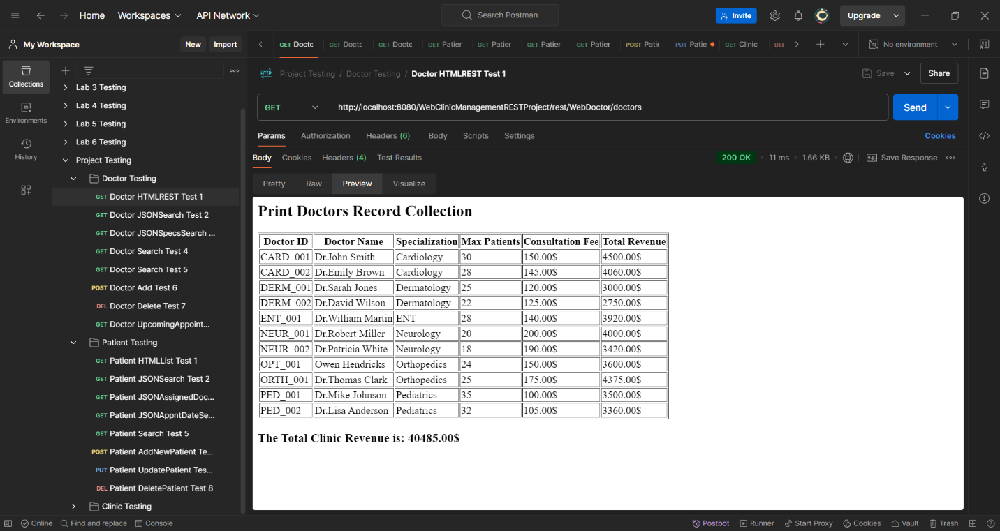 Home Workspaces API Network Search Postman Invite Upgrade
My Workspace New Import
GET Doctc GET Doctc GET Doctc GET Patier GET Patier GET Patier GET Patier POST Patie PUT Patie GET Clinic DEI No environment
Collections
Environments
History
Lab 3 Testing
Lab 4 Testing
Lab 5 Testing
Lab 6 Testing
Project Testing
Doctor Testing
GET Doctor HTMLREST Test 1
GET Doctor JSONSearch Test 2
GET Doctor JSONSpecsSearch ...
GET Doctor Search Test 4
GET Doctor Search Test 5
POST Doctor Add Test 6
DEL Doctor Delete Test 7
GET Doctor UpcomingAppoint...
Patient Testing
GET Patient HTMLList Test 1
GET Patient JSONSearch Test 2
GET Patient JSONAssignedDoc...
GET Patient JSONAppntDateSe...
GET Patient Search Test 5
POST Patient AddNewPatient Te...
PUT Patient UpdatePatient Tes...
DEL Patient DeletePatient Test 8
Clinic Testing
HTTP Project Testing / Doctor Testing / Doctor HTMLREST Test 1 Save Share
GET http://localhost:8080/WebClinicManagementRESTProject/rest/WebDoctor/doctors Send
Params Authorization Headers (6) Body Scripts Settings Cookies
Body Cookies Headers (4) Test Results 200 OK 11 ms 1.66 KB e.g. Save Response
Pretty Raw Preview Visualize
Print Doctors Record Collection
Doctor ID Doctor Name Specialization Max Patients Consultation Fee Total Revenue
CARD_001 Dr.John Smith Cardiology 30 150.00$ 4500.00$
CARD_002 Dr.Emily Brown Cardiology 28 145.00$ 4060.00$
DERM_001 Dr.Sarah Jones Dermatology 25 120.00$ 3000.00$
DERM_002 Dr.David Wilson Dermatology 22 125.00$ 2750.00$
ENT_001 Dr.William Martin ENT 28 140.00$ 3920.00$
NEUR_001 Dr.Robert Miller Neurology 20 200.00$ 4000.00$
NEUR_002 Dr.Patricia White Neurology 18 190.00$ 3420.00$
OPT_001 Owen Hendricks Orthopedics 24 150.00$ 3600.00$
ORTH_001 Dr.Thomas Clark Orthopedics 25 175.00$ 4375.00$
PED_001 Dr.Mike Johnson Pediatrics 35 100.00$ 3500.00$
PED_002 Dr.Lisa Anderson Pediatrics 32 105.00$ 3360.00$
The Total Clinic Revenue is: 40485.00$
Online Find and replace Console Postbot Runner Start Proxy Cookies Vault Trash